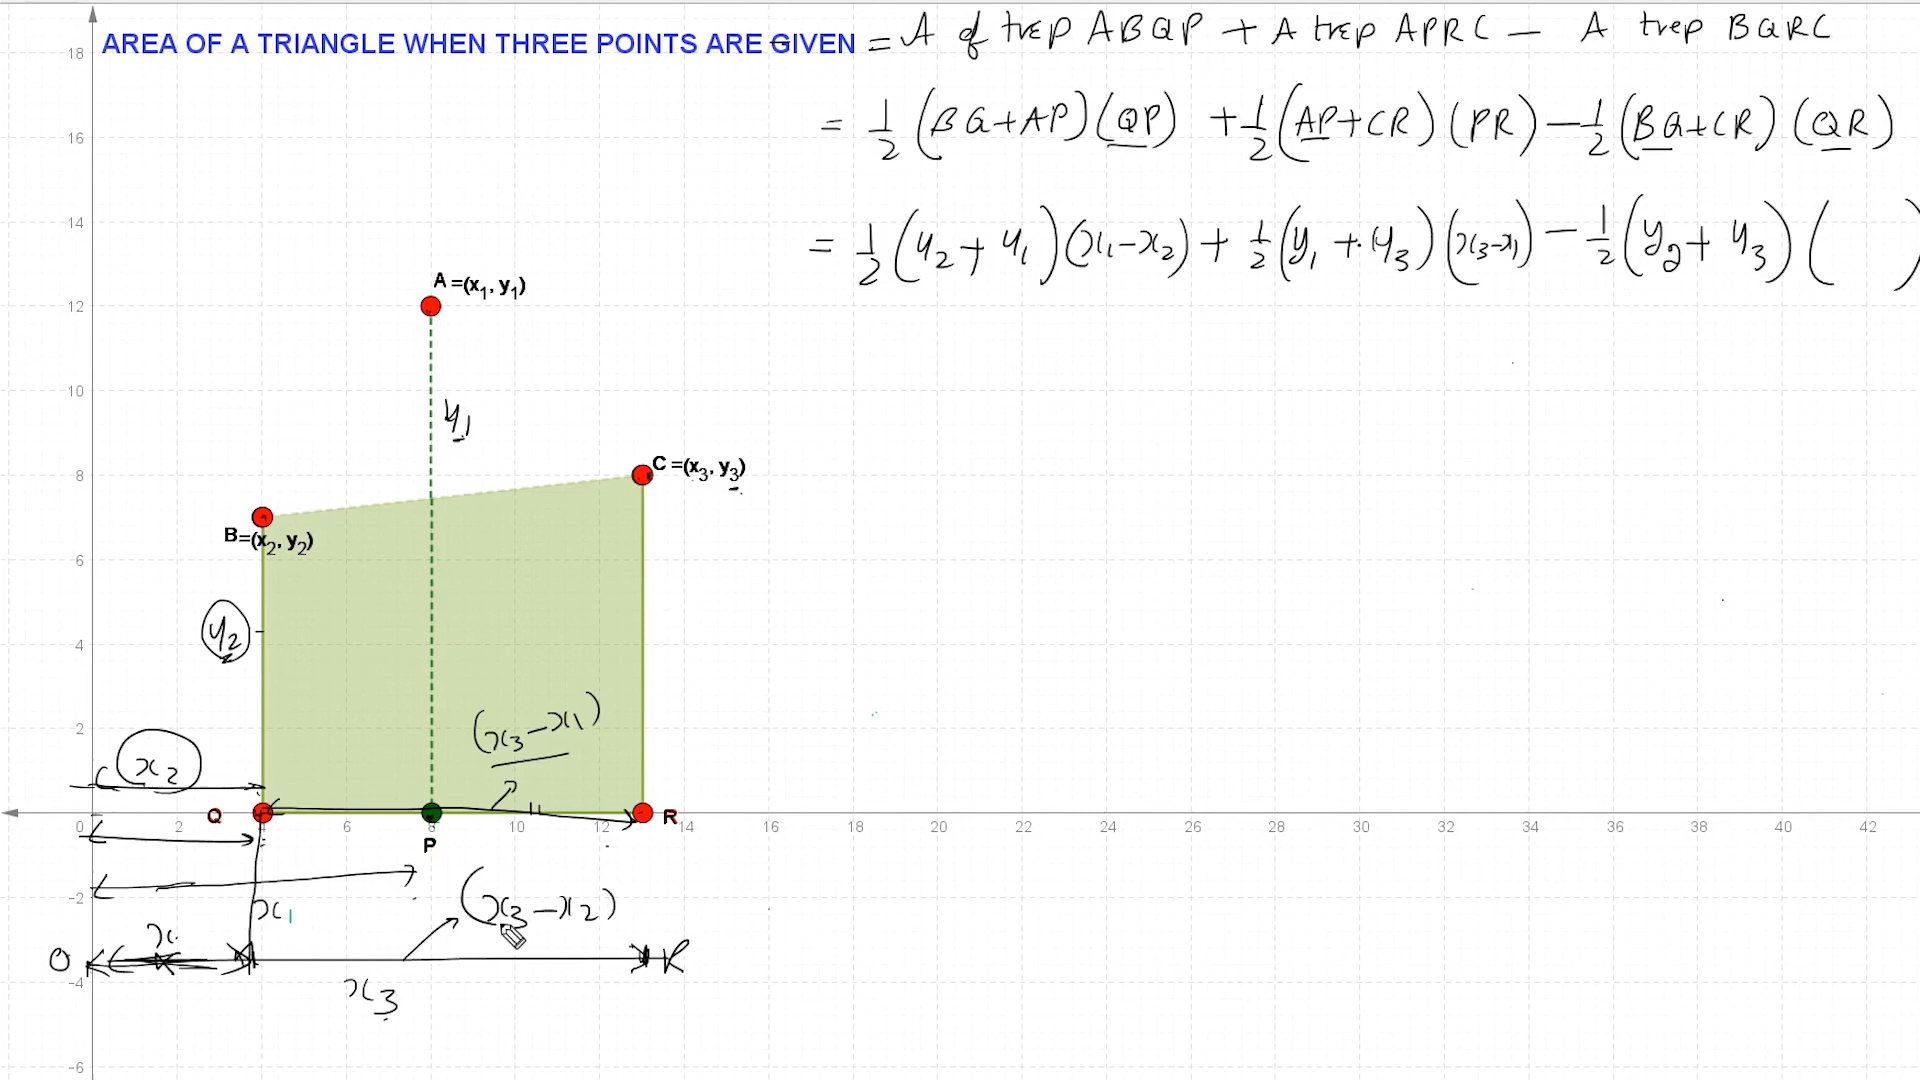 AREA OF A TRIANGLE WHEN THREE POINTS ARE GIVEN = A of trep ABQP + A trep APRC - A trep BQRC
= 1/2 (BQ+AP)(QP) + 1/2 (AP+CR)(PR) - 1/2 (BQ+CR)(QR)
= 1/2 (y₂ + y₁)(x₁-x₂) + 1/2 (y₁ + y₃)(x₃-x₁) - 1/2 (y₂ + y₃)( )
18
16
14
A =(x₁, y₁)
12
10
y₁
C =(x₃, y₃)
8
B=(x₂, y₂)
6
y₂
4
(x₃-x₁)
2
x₂
Q R
0 2 4 6 8 10 12 14 16 18 20 22 24 26 28 30 32 34 36 38 40 42
P
-2
x₁ (x₃-x₂)
x
O R
-4
x₃
-6